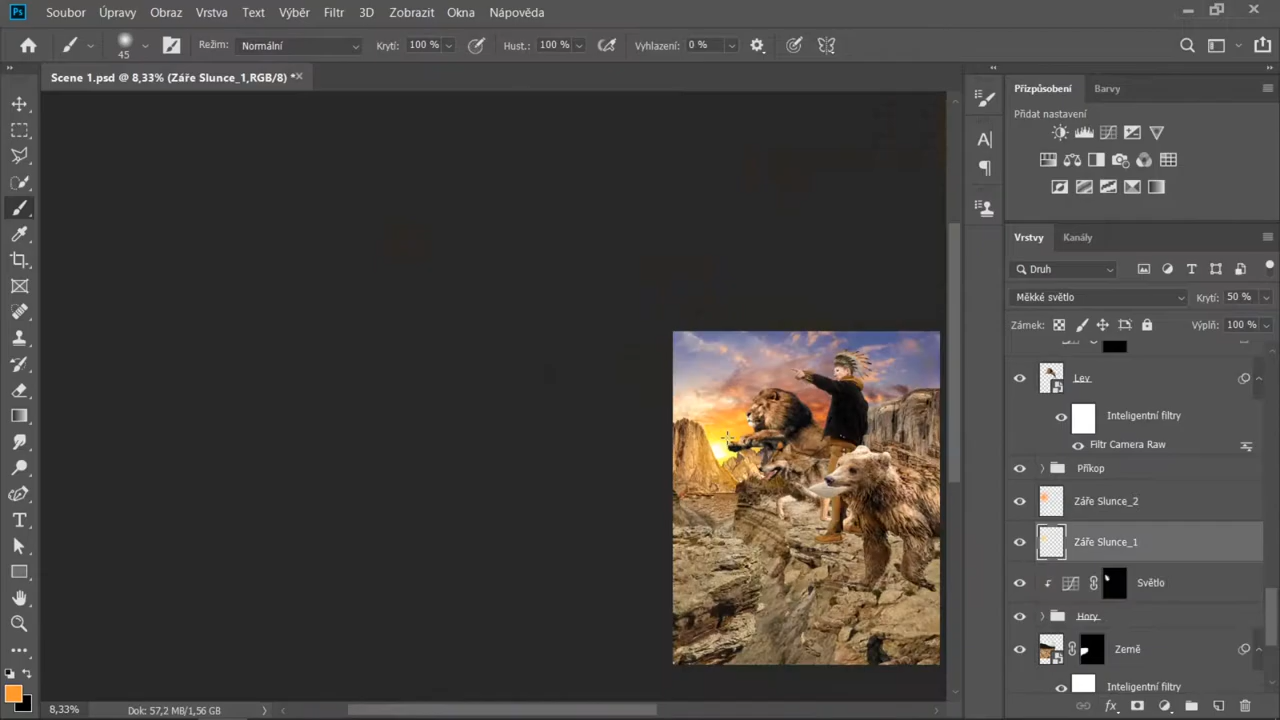 Ps Soubor Úpravy Obraz Vrstva Text Výběr Filtr 3D Zobrazit Okna Nápověda
45 Režim: Normální Krytí: 100 % Hust.: 100 % Vyhlazení: 0 %
Scene 1.psd @ 8,33% (Záře Slunce_1,RGB/8) *
Přizpůsobení Barvy
Přidat nastavení
Vrstvy Kanály
Druh
Měkké světlo Krytí: 50 %
Zámek: Výplň: 100 %
Lev
Inteligentní filtry
Filtr Camera Raw
Příkop
Záře Slunce_2
Záře Slunce_1
Světlo
Hory
Země
Inteligentní filtry
8,33% Dok: 57,2 MB/1,56 GB